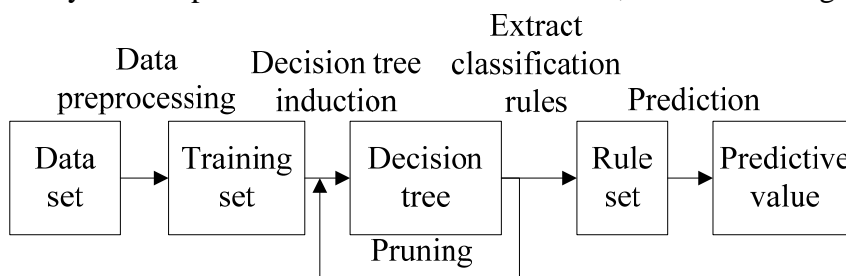 Extract
Data
Decision tree
classification
preprocessing
induction
rules
Prediction
Data
set
Training
set
Decision
tree
Rule
set
Predictive
value
Pruning